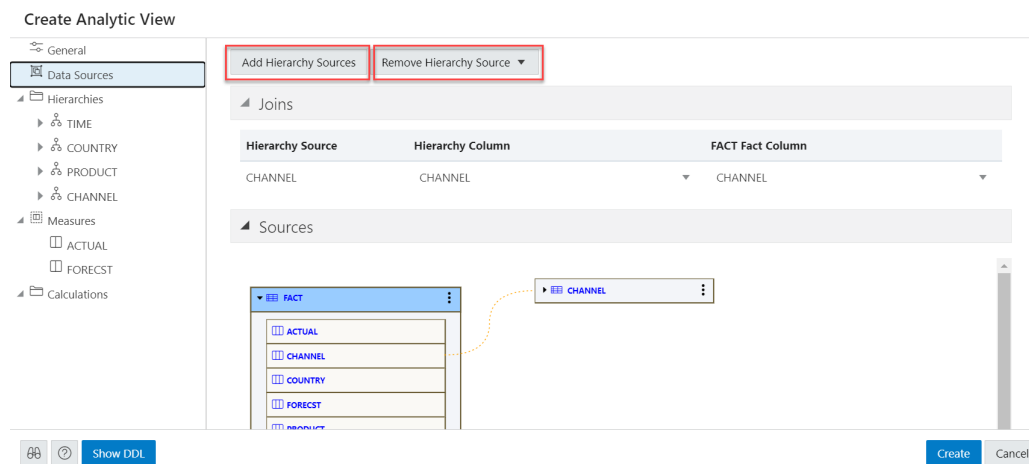 Create Analytic View
General
Data Sources
Hierarchies
TIME
COUNTRY
PRODUCT
CHANNEL
Measures
ACTUAL
FORECST
Calculations
Add Hierarchy Sources
Remove Hierarchy Source
Joins
Hierarchy Source Hierarchy Column FACT Fact Column
CHANNEL CHANNEL CHANNEL
Sources
FACT
ACTUAL
CHANNEL
COUNTRY
FORECST
PRODUCT
CHANNEL
Show DDL
Create
Cancel